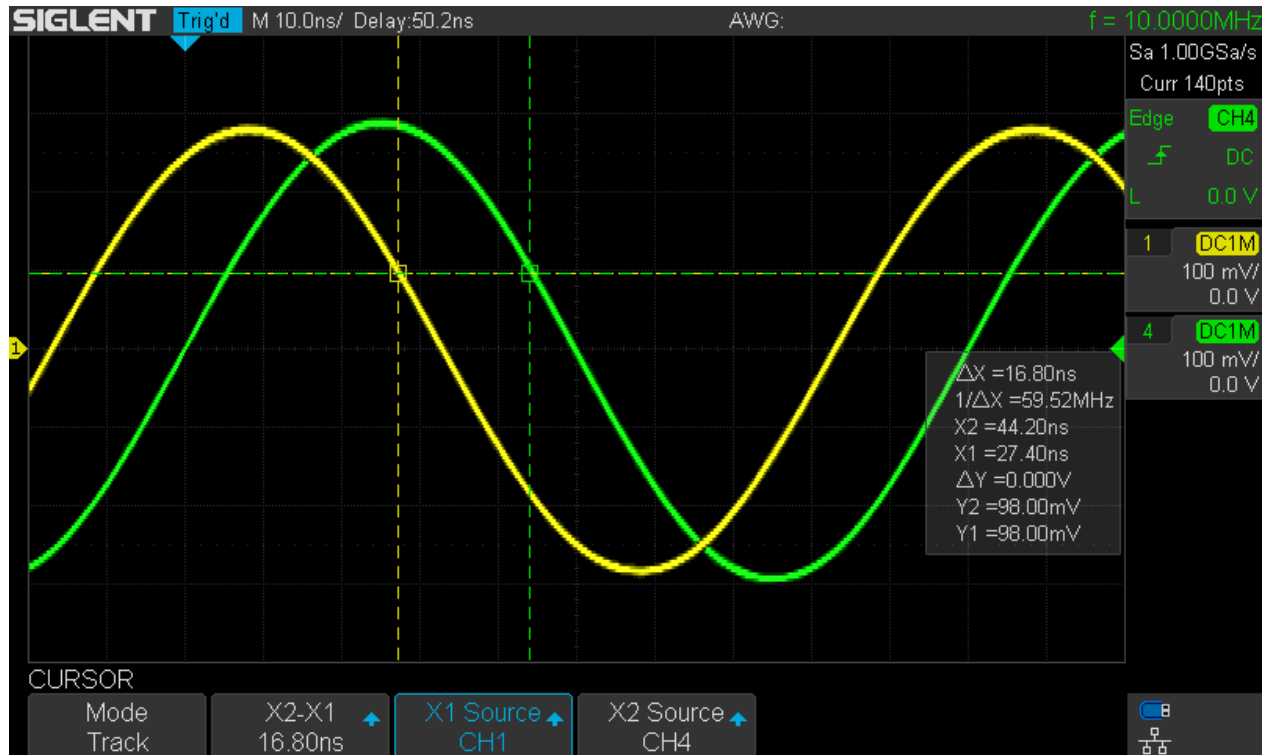 SIGLENT Trig'd M 10.0ns/ Delay:50.2ns AWG: f = 10.0000MHz
Sa 1.00GSa/s
Curr 140pts
Edge CH4
DC
L 0.0 V
1 DC1M
100 mV/
0.0 V
4 DC1M
100 mV/
0.0 V
1
△X =16.80ns
1/△X =59.52MHz
X2 =44.20ns
X1 =27.40ns
△Y =0.000V
Y2 =98.00mV
Y1 =98.00mV
CURSOR
Mode
Track
X2-X1
16.80ns
X1 Source
CH1
X2 Source
CH4